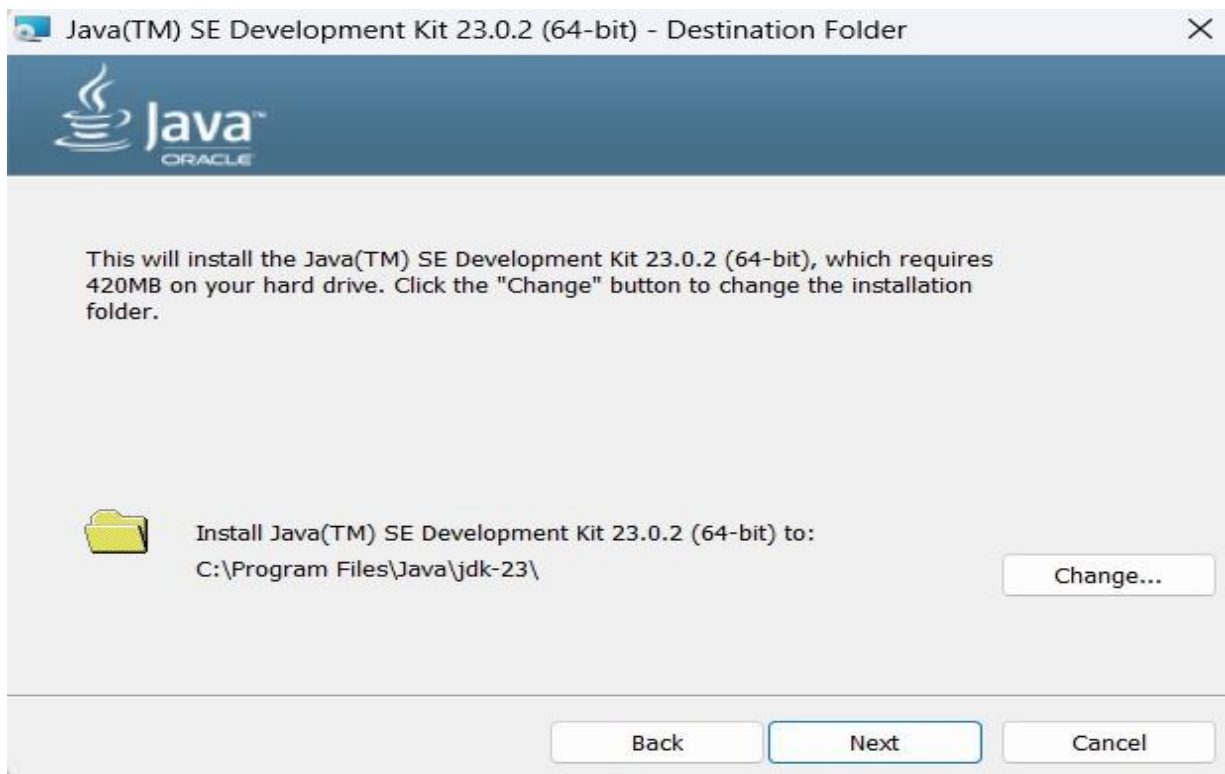 Java(TM) SE Development Kit 23.0.2 (64-bit) - Destination Folder
Java™
ORACLE
This will install the Java(TM) SE Development Kit 23.0.2 (64-bit), which requires
420MB on your hard drive. Click the "Change" button to change the installation
folder.
Install Java(TM) SE Development Kit 23.0.2 (64-bit) to:
C:\Program Files\Java\jdk-23\
Change...
Back
Next
Cancel